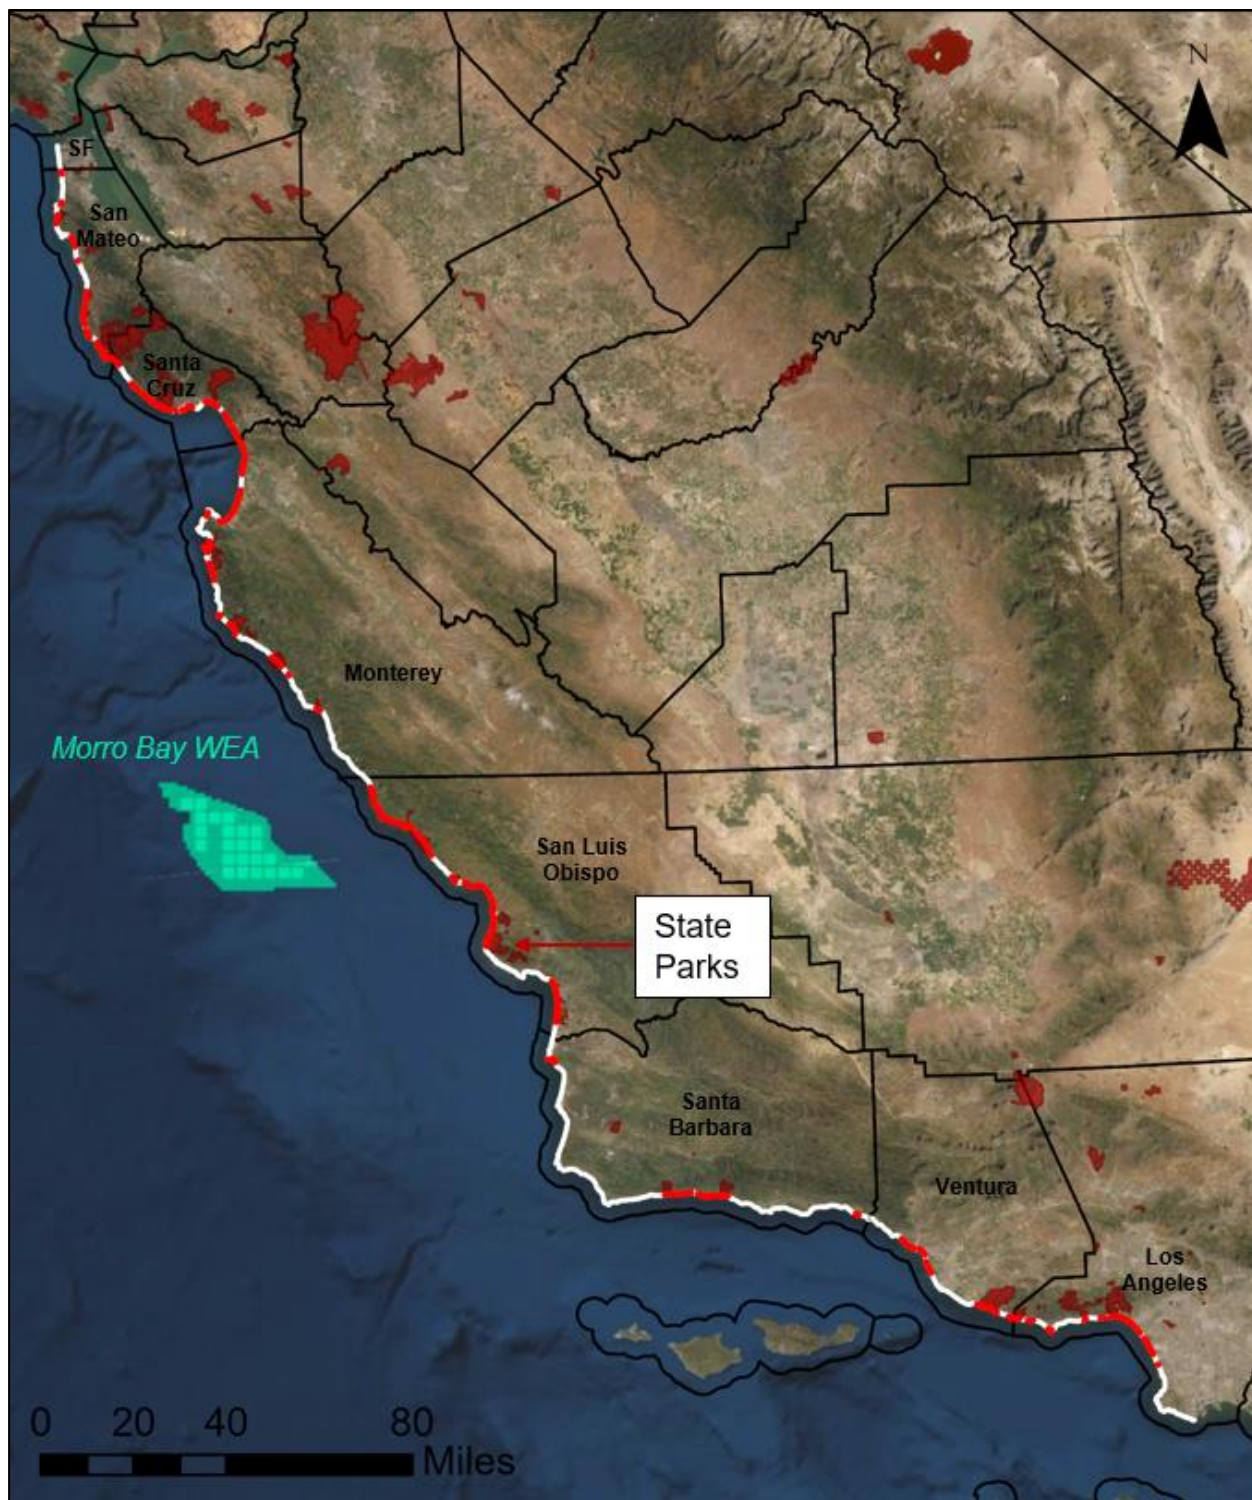 N
SF
San
Mateo
Santa
Cruz
Monterey
Morro Bay WEA
San Luis
Obispo
State
Parks
Santa
Barbara
Ventura
Los
Angeles
0 20 40 80
Miles